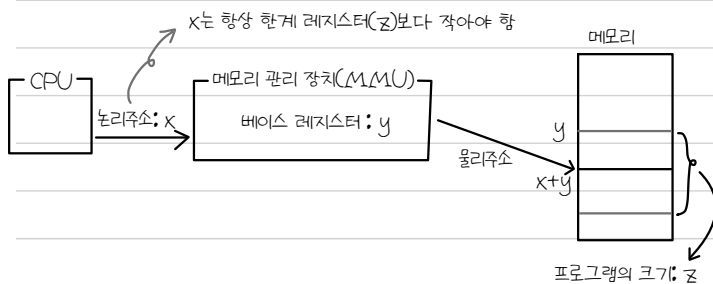 x는 항상 한계 레지스터(z)보다 작아야 함
메모리
CPU
메모리 관리 장치(MMU)
논리주소: x
베이스 레지스터: y
물리주소
y
x+y
프로그램의 크기: z